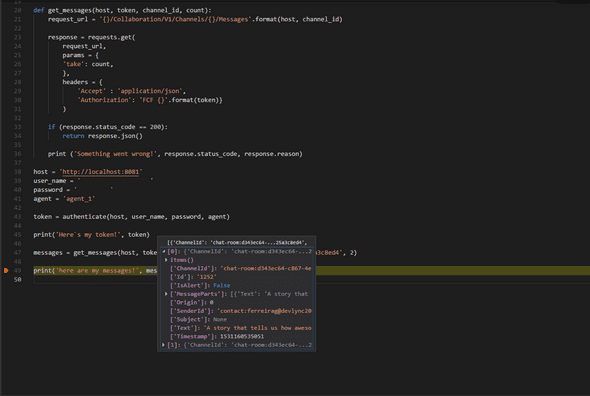 20 def get_messages(host, token, channel_id, count):
21 request_url = '{}/Collaboration/V1/Channels/{}/Messages'.format(host, channel_id)
22
23 response = requests.get(
24 request_url,
25 params = {
26 'take': count,
27 },
28 headers = {
29 'Accept' : 'application/json',
30 'Authorization': 'FCF {}'.format(token)}
31 )
32
33 if (response.status_code == 200):
34 return response.json()
35
36 print ('Something went wrong!', response.status_code, response.reason)
37
38 host = 'http://localhost:8081'
39 user_name = ' '
40 password = ' '
41 agent = 'agent_1'
42
43 token = authenticate(host, user_name, password, agent)
44
45 print('Here`s my token!', token)
46
47 messages = get_messages(host, toke a3c8ed4', 2)
48
[{'ChannelId': 'chat-room:d343ec64-...25a3c8ed4',
[0]: {'ChannelId': 'chat-room:d343ec64-...2
items()
49 print('here are my messages!', mes
['ChannelId']: 'chat-room:d343ec64-c867-4e
50
['Id']: '1252'
['IsAlert']: False
['MessageParts']: [{'Text': 'A story that
['Origin']: 0
['SenderId']: 'contact:ferreirag@devlync20
['Subject']: None
['Text']: 'A story that tells us how aweso
['Timestamp']: 1531160535051
[1]: {'ChannelId': 'chat-room:d343ec64-...2